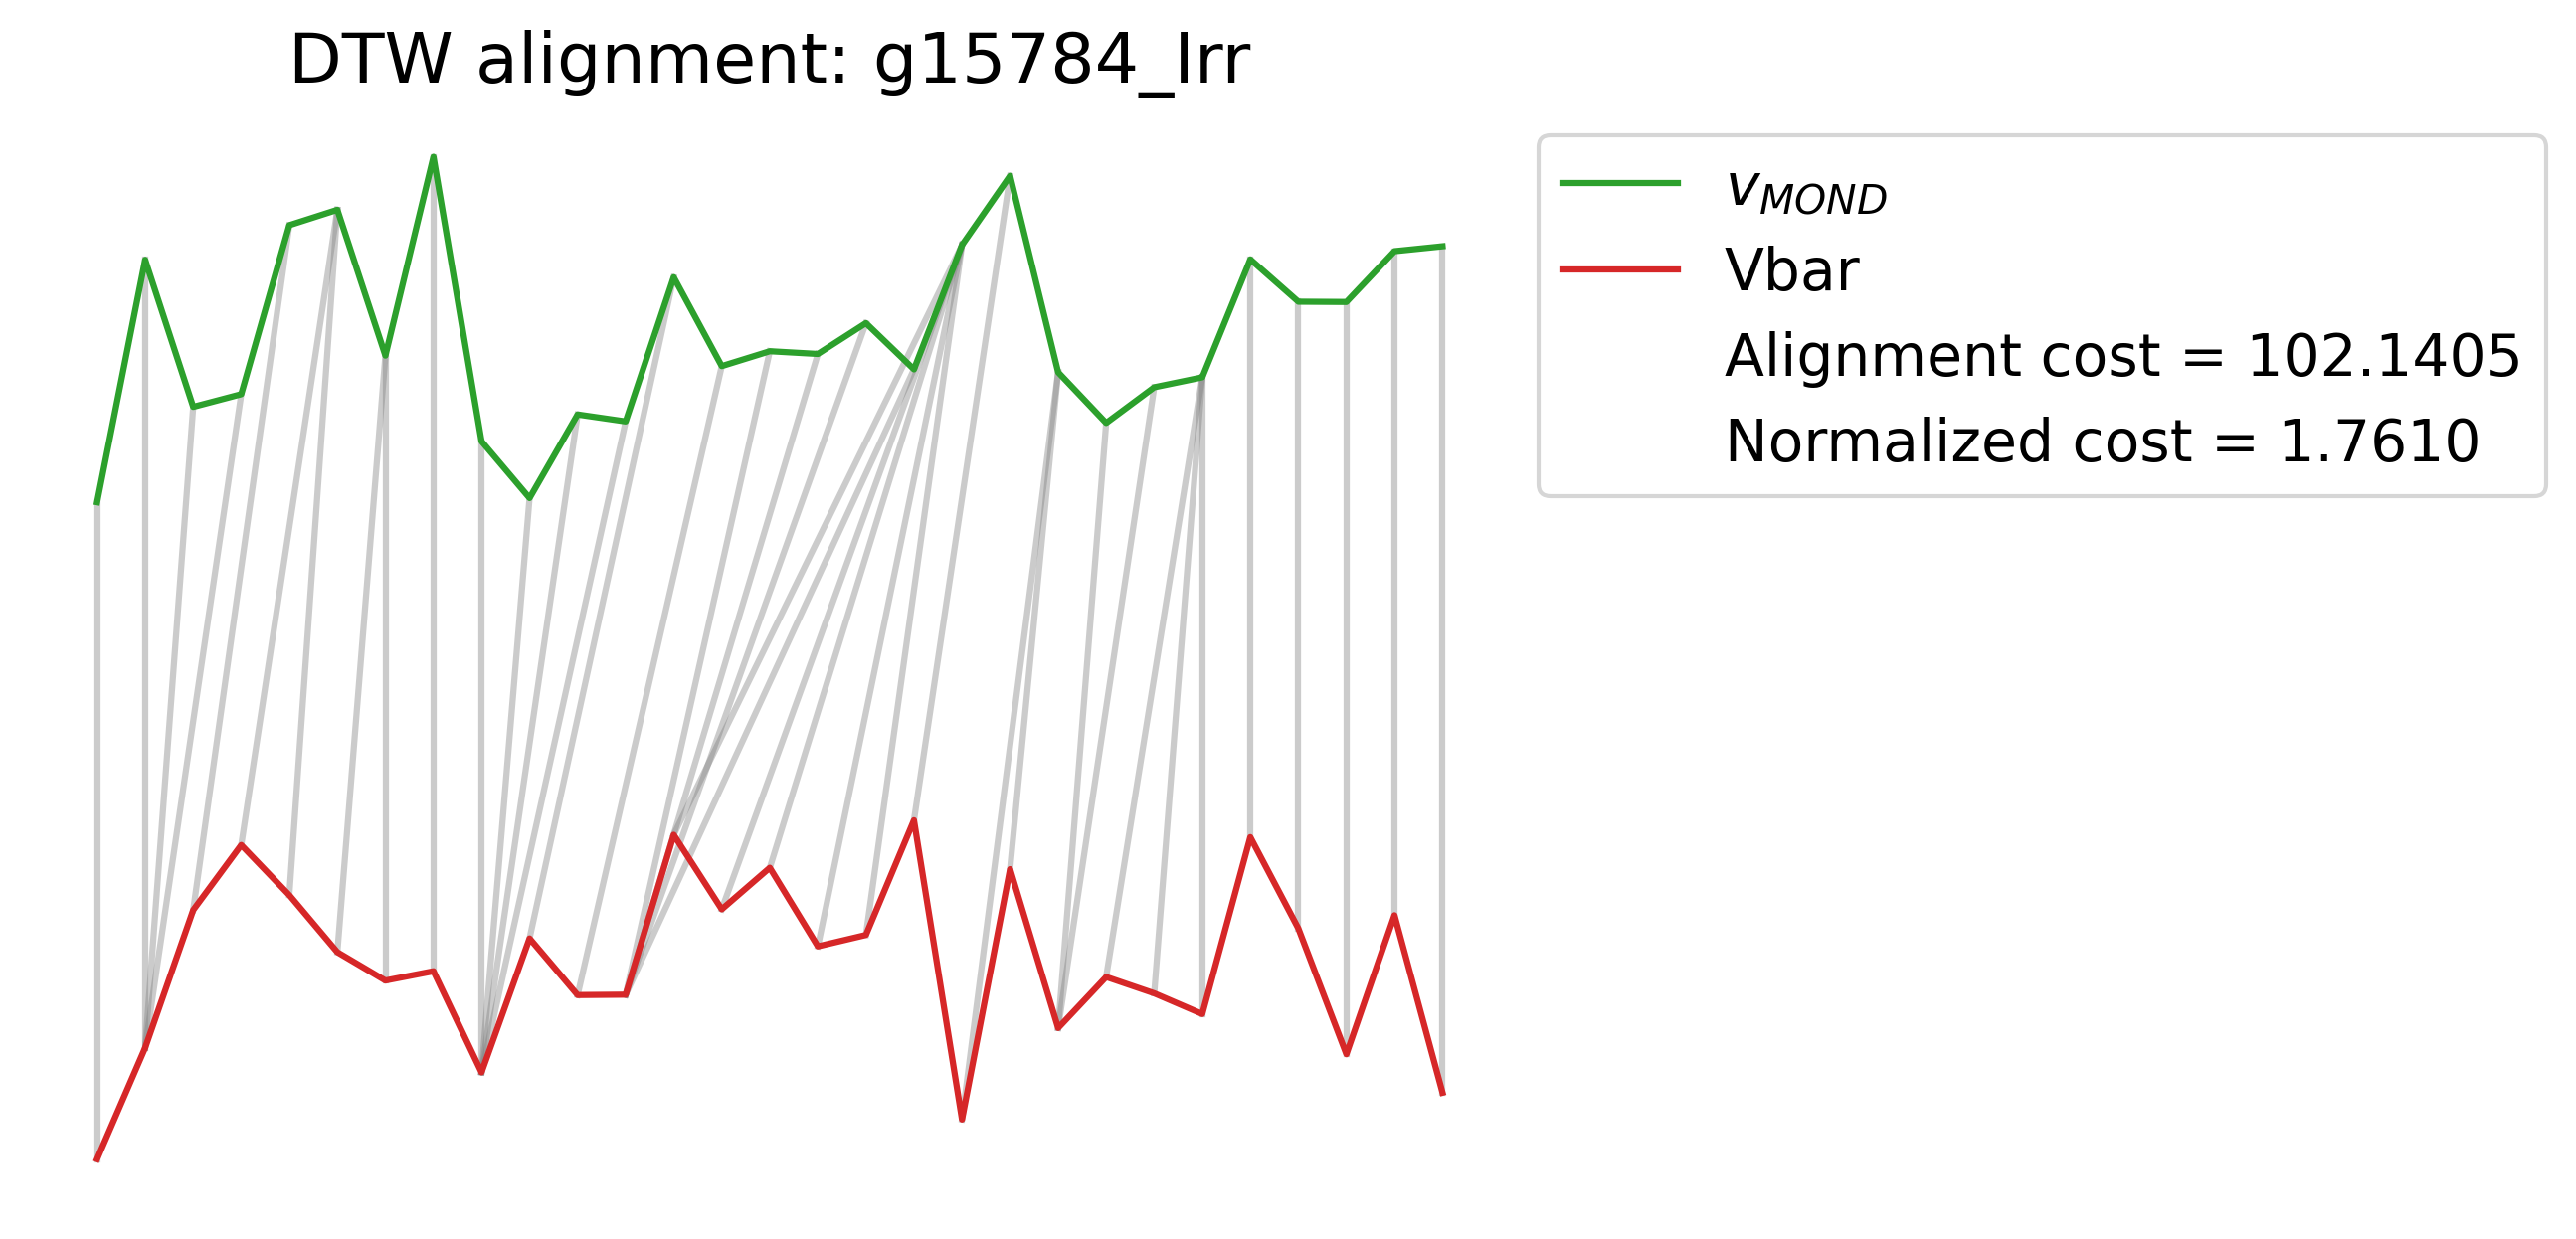 DTW alignment: g15784_Irr
v_MOND
Vbar
Alignment cost = 102.1405
Normalized cost = 1.7610